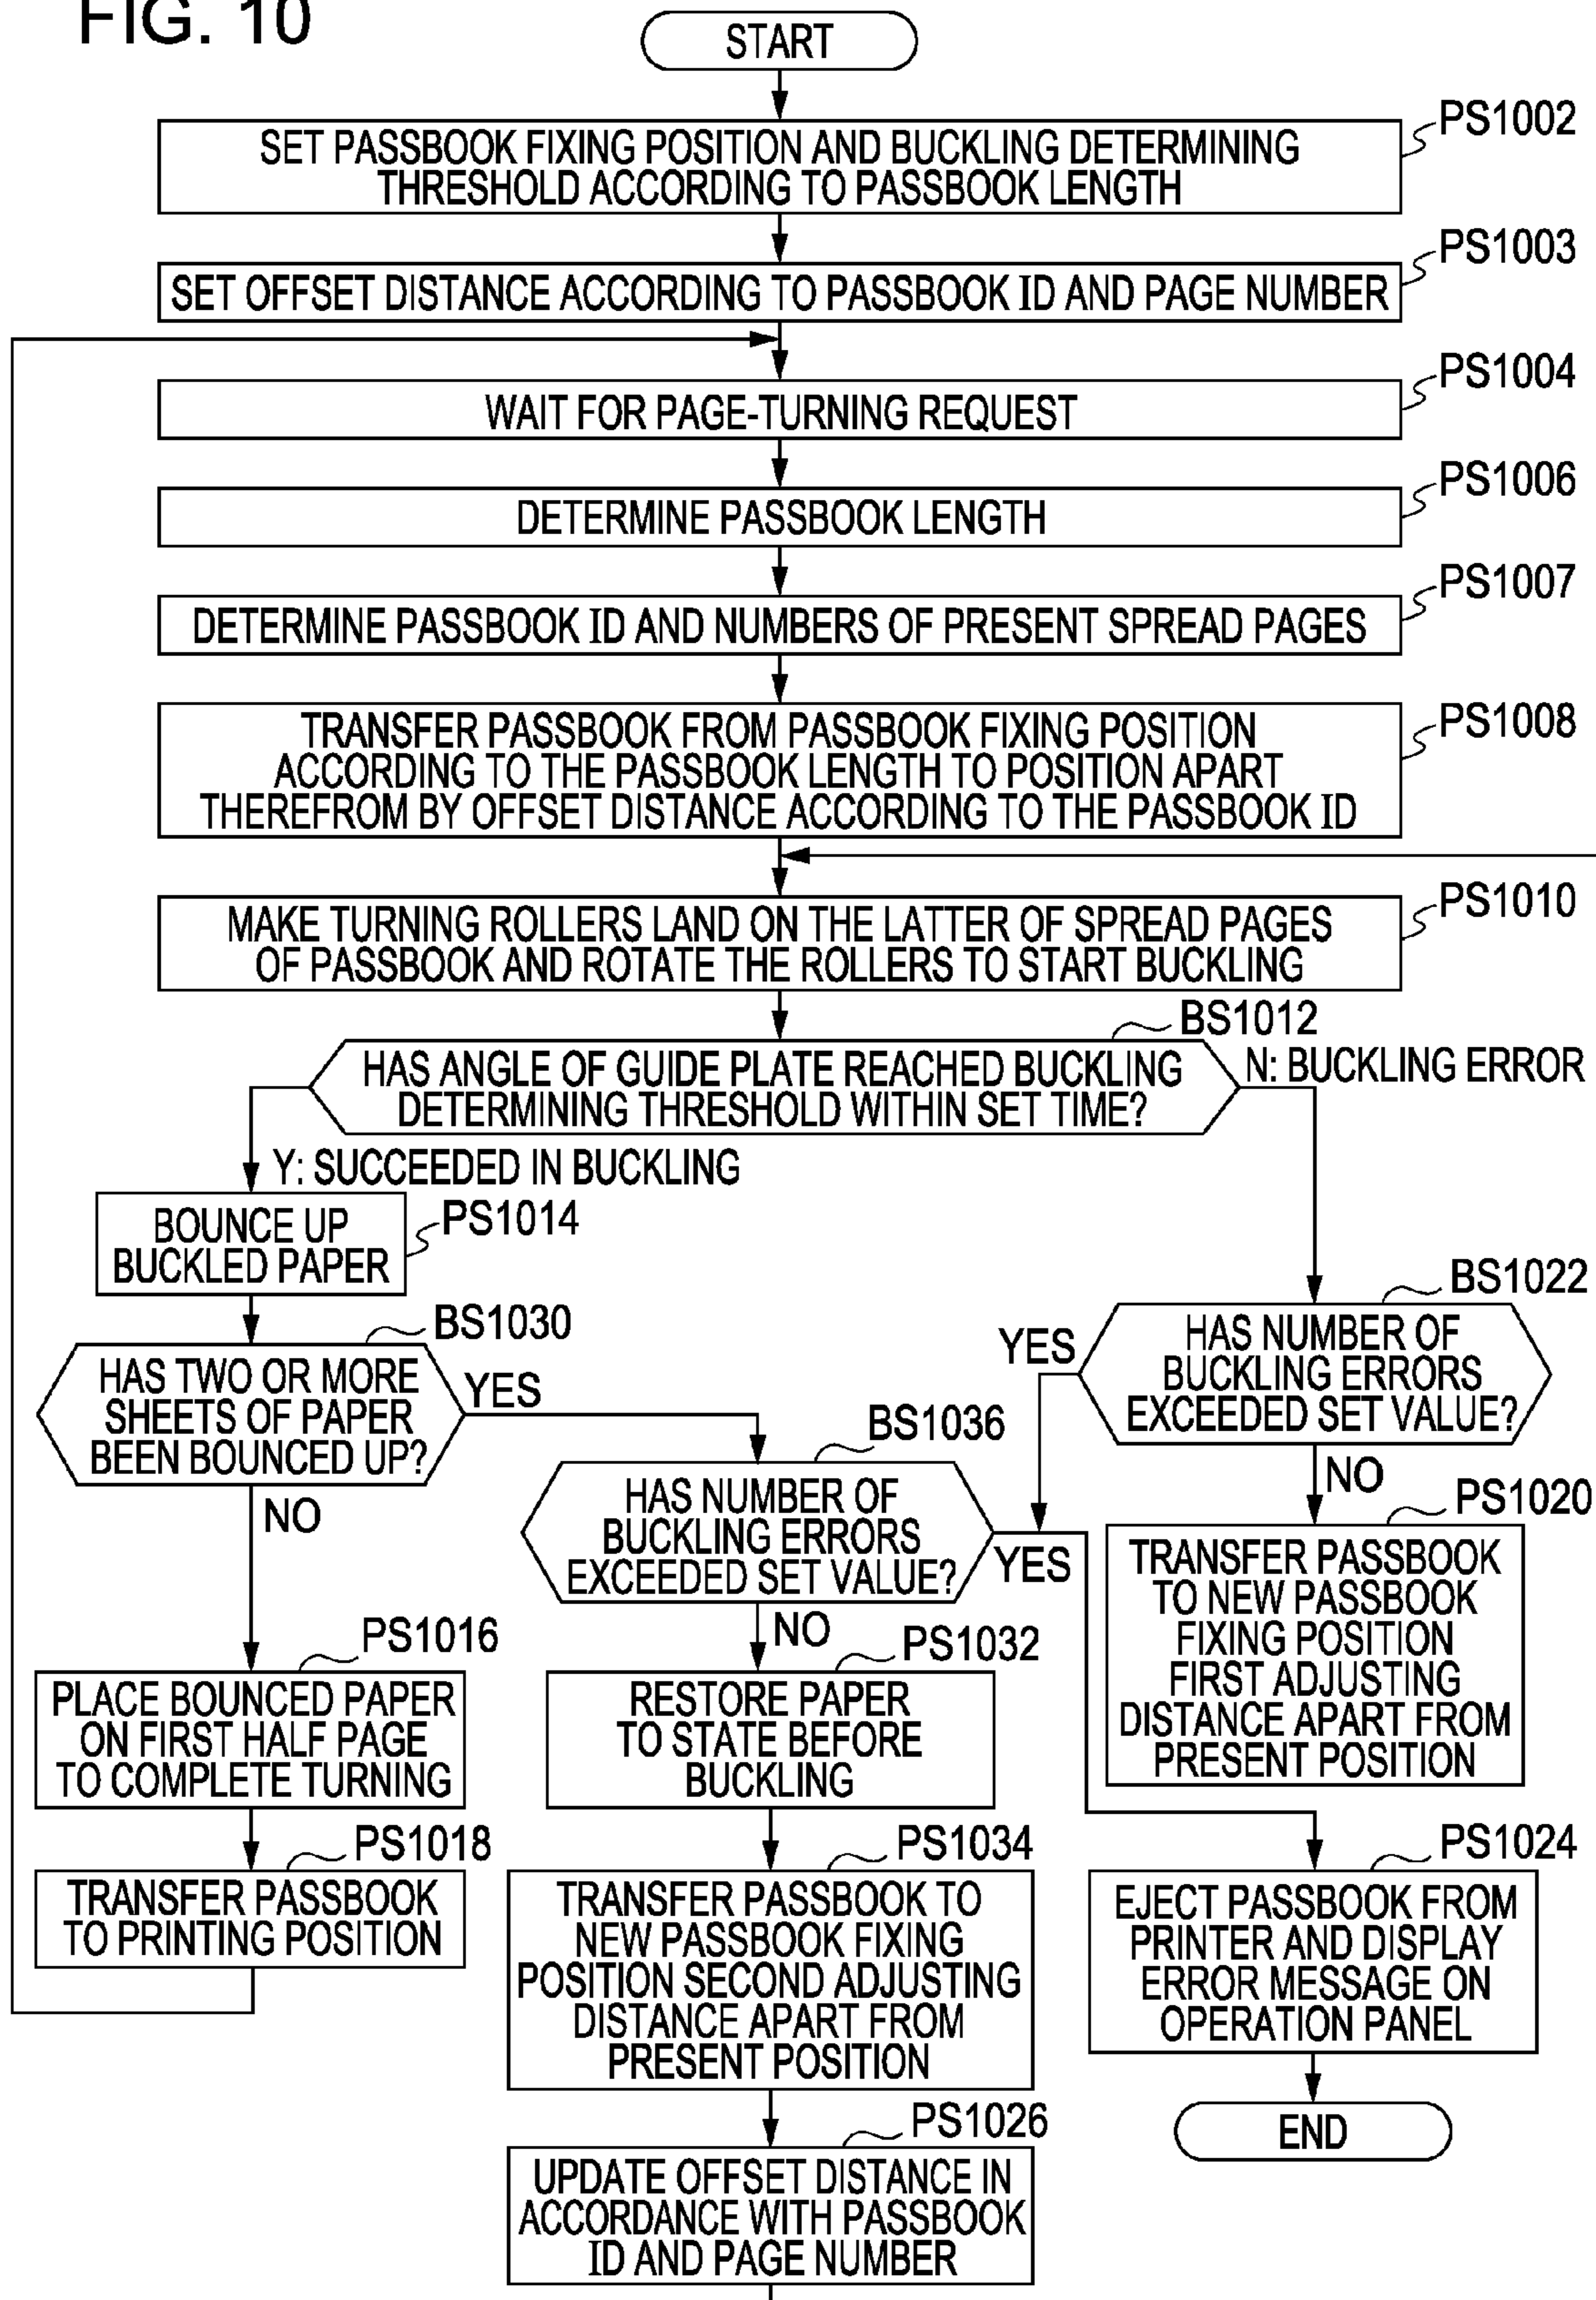 FIG. 10
START
PS1002
SET PASSBOOK FIXING POSITION AND BUCKLING DETERMINING
THRESHOLD ACCORDING TO PASSBOOK LENGTH
PS1003
SET OFFSET DISTANCE ACCORDING TO PASSBOOK ID AND PAGE NUMBER
PS1004
WAIT FOR PAGE-TURNING REQUEST
PS1006
DETERMINE PASSBOOK LENGTH
PS1007
DETERMINE PASSBOOK ID AND NUMBERS OF PRESENT SPREAD PAGES
PS1008
TRANSFER PASSBOOK FROM PASSBOOK FIXING POSITION
ACCORDING TO THE PASSBOOK LENGTH TO POSITION APART
THEREFROM BY OFFSET DISTANCE ACCORDING TO THE PASSBOOK ID
PS1010
MAKE TURNING ROLLERS LAND ON THE LATTER OF SPREAD PAGES
OF PASSBOOK AND ROTATE THE ROLLERS TO START BUCKLING
BS1012
HAS ANGLE OF GUIDE PLATE REACHED BUCKLING
DETERMINING THRESHOLD WITHIN SET TIME?
N: BUCKLING ERROR
Y: SUCCEEDED IN BUCKLING
PS1014
BOUNCE UP
BUCKLED PAPER
BS1030
HAS TWO OR MORE
SHEETS OF PAPER
BEEN BOUNCED UP?
YES
NO
BS1022
HAS NUMBER OF
BUCKLING ERRORS
EXCEEDED SET VALUE?
YES
NO
BS1036
HAS NUMBER OF
BUCKLING ERRORS
EXCEEDED SET VALUE?
YES
NO
PS1020
TRANSFER PASSBOOK
TO NEW PASSBOOK
FIXING POSITION
FIRST ADJUSTING
DISTANCE APART FROM
PRESENT POSITION
PS1016
PLACE BOUNCED PAPER
ON FIRST HALF PAGE
TO COMPLETE TURNING
PS1032
RESTORE PAPER
TO STATE BEFORE
BUCKLING
PS1018
TRANSFER PASSBOOK
TO PRINTING POSITION
PS1034
TRANSFER PASSBOOK TO
NEW PASSBOOK FIXING
POSITION SECOND ADJUSTING
DISTANCE APART FROM
PRESENT POSITION
PS1024
EJECT PASSBOOK FROM
PRINTER AND DISPLAY
ERROR MESSAGE ON
OPERATION PANEL
END
PS1026
UPDATE OFFSET DISTANCE IN
ACCORDANCE WITH PASSBOOK
ID AND PAGE NUMBER